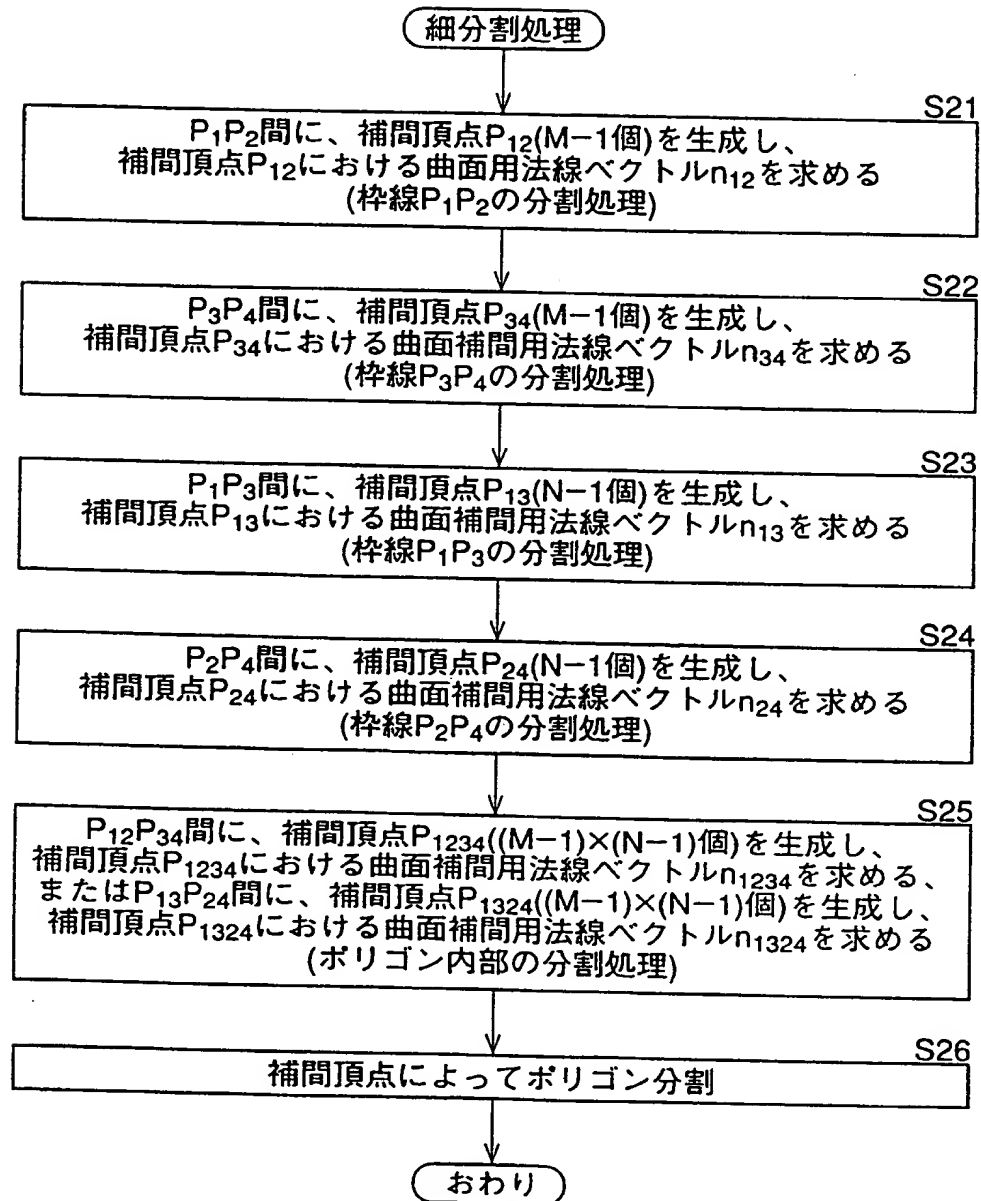 細分割処理
S21
P₁P₂間に、補間頂点P₁₂(M−1個)を生成し、
補間頂点P₁₂における曲面用法線ベクトルn₁₂を求める
(枠線P₁P₂の分割処理)
S22
P₃P₄間に、補間頂点P₃₄(M−1個)を生成し、
補間頂点P₃₄における曲面補間用法線ベクトルn₃₄を求める
(枠線P₃P₄の分割処理)
S23
P₁P₃間に、補間頂点P₁₃(N−1個)を生成し、
補間頂点P₁₃における曲面補間用法線ベクトルn₁₃を求める
(枠線P₁P₃の分割処理)
S24
P₂P₄間に、補間頂点P₂₄(N−1個)を生成し、
補間頂点P₂₄における曲面補間用法線ベクトルn₂₄を求める
(枠線P₂P₄の分割処理)
S25
P₁₂P₃₄間に、補間頂点P₁₂₃₄((M−1)×(N−1)個)を生成し、
補間頂点P₁₂₃₄における曲面補間用法線ベクトルn₁₂₃₄を求める、
またはP₁₃P₂₄間に、補間頂点P₁₃₂₄((M−1)×(N−1)個)を生成し、
補間頂点P₁₃₂₄における曲面補間用法線ベクトルn₁₃₂₄を求める
(ポリゴン内部の分割処理)
S26
補間頂点によってポリゴン分割
おわり